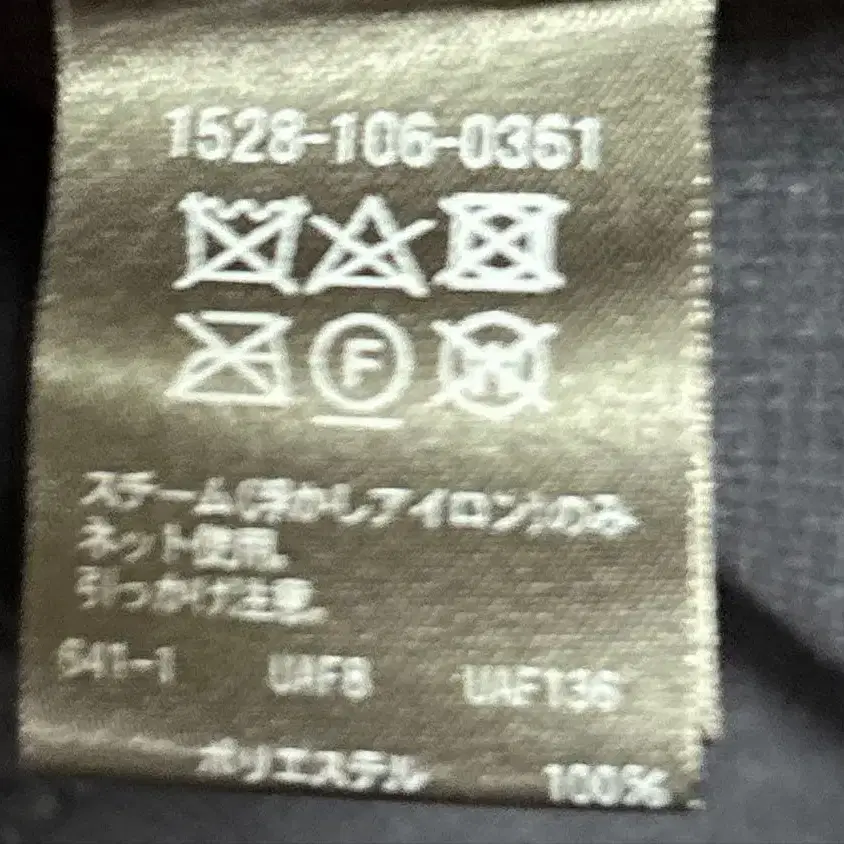 1528-106-0361
F
W
スチーム(浮かしアイロン)のみ
ネット使用。
引っかけ注意。
641-1 UAF8 UAF136
ポリエステル 100%